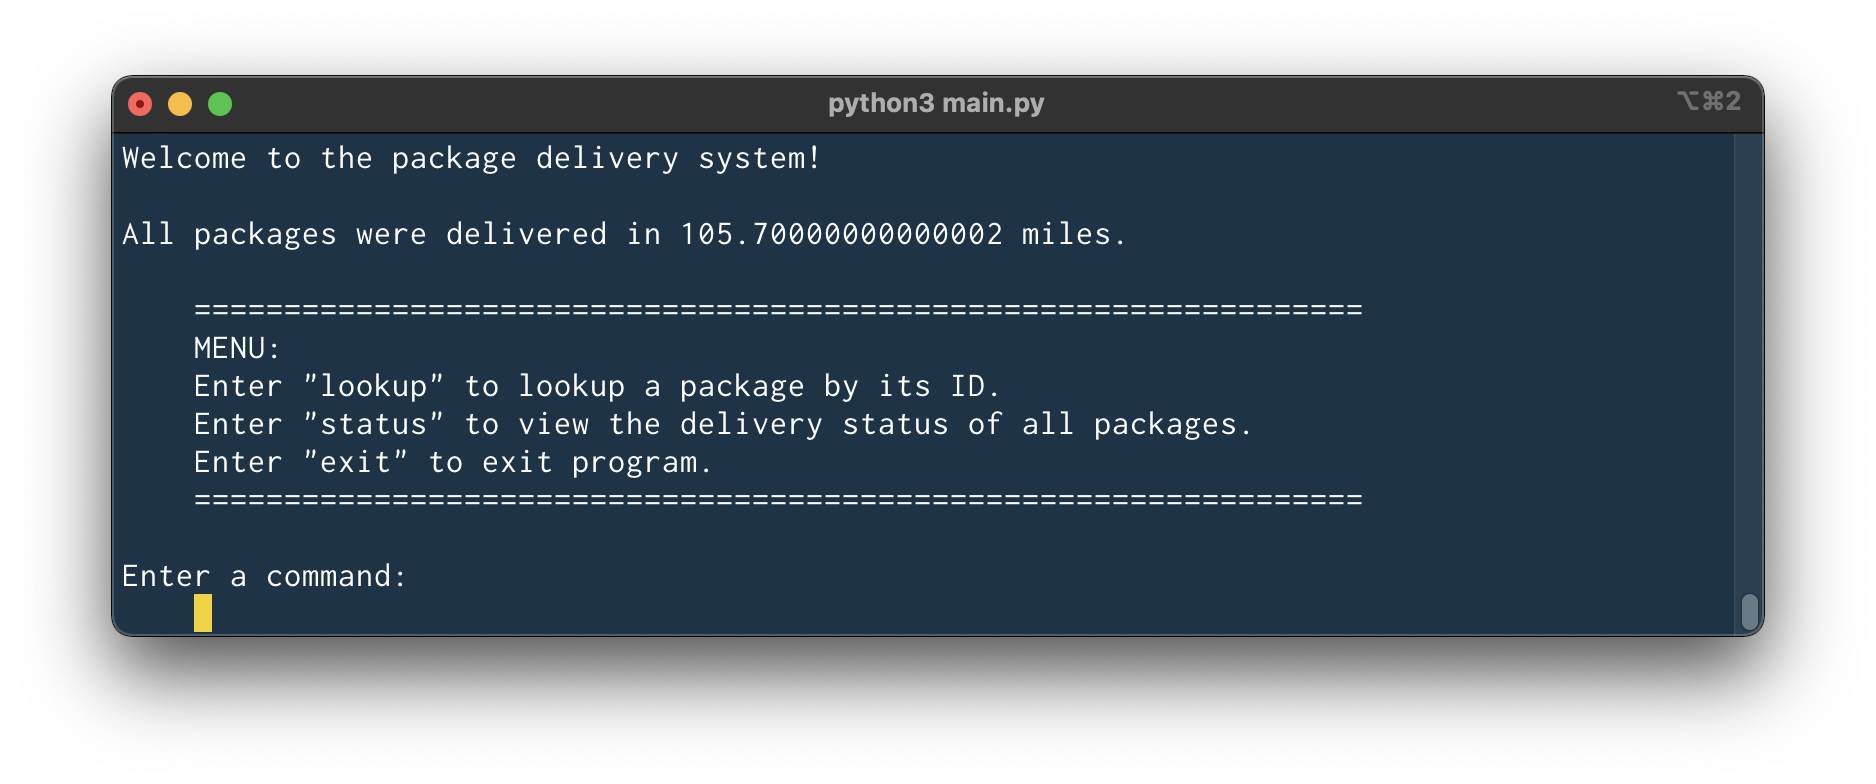 python3 main.py
⌥⌘2
Welcome to the package delivery system!
All packages were delivered in 105.70000000000002 miles.
=================================================================
MENU:
Enter "lookup" to lookup a package by its ID.
Enter "status" to view the delivery status of all packages.
Enter "exit" to exit program.
=================================================================
Enter a command: